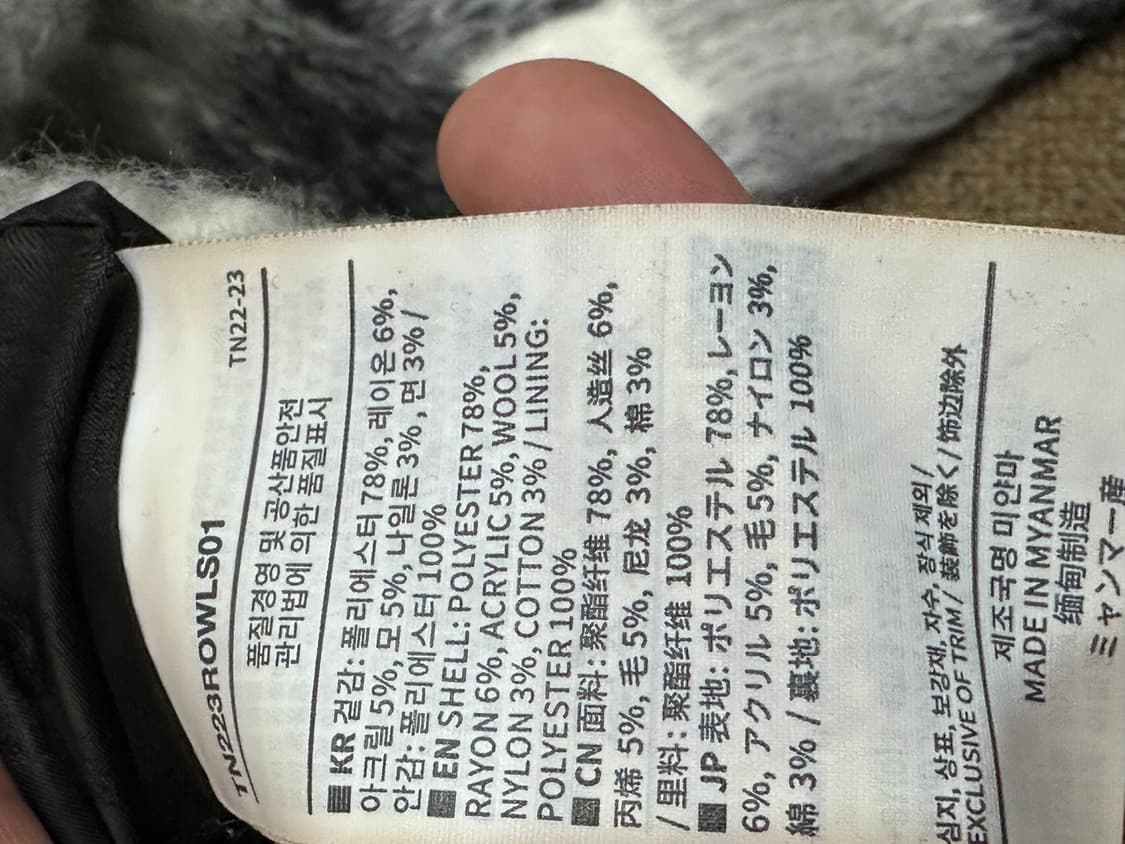 TN223ROWLS01 TN22-23
품질경영 및 공산품안전
관리법에 의한 품질표시
■ KR 겉감: 폴리에스터 78%, 레이온 6%,
아크릴 5%, 모 5%, 나일론 3%, 면 3% /
안감: 폴리에스터 100%
■ EN SHELL: POLYESTER 78%,
RAYON 6%, ACRYLIC 5%, WOOL 5%,
NYLON 3%, COTTON 3% / LINING:
POLYESTER 100%
■ CN 面料: 聚酯纤维 78%, 人造丝 6%,
丙烯 5%, 毛 5%, 尼龙 3%, 棉 3%
/ 里料: 聚酯纤维 100%
■ JP 表地: ポリエステル 78%, レーヨン
6%, アクリル 5%, 毛 5%, ナイロン 3%,
綿 3% / 裏地: ポリエステル 100%
심지, 상표, 보강재, 자수, 장식 제외 /
EXCLUSIVE OF TRIM / 装飾を除く / 饰边除外
제조국명 미얀마
MADE IN MYANMAR
缅甸制造
ミャンマー産